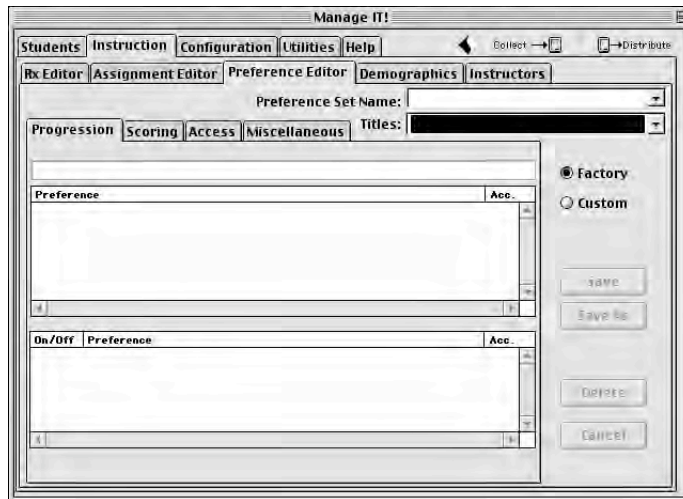 Manage IT!
Students Instruction Configuration Utilities Help Collect → →Distribute
Rx Editor Assignment Editor Preference Editor Demographics Instructors
Preference Set Name:
Titles:
Progression Scoring Access Miscellaneous
Factory
Preference Acc.
Custom
Save
Save As
On/Off Preference Acc.
Delete
Cancel